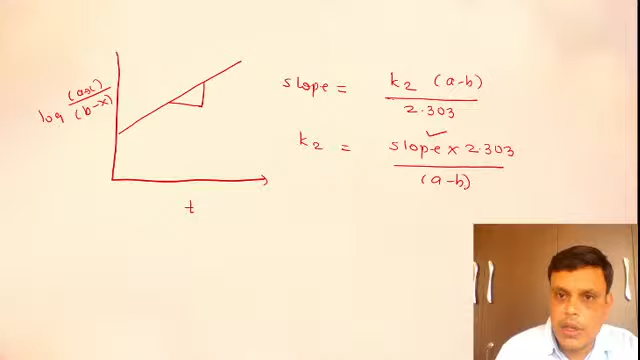 log (a-x)/(b-x)
t
slope = k2 (a-b)/2.303
k2 = slope × 2.303/(a-b)